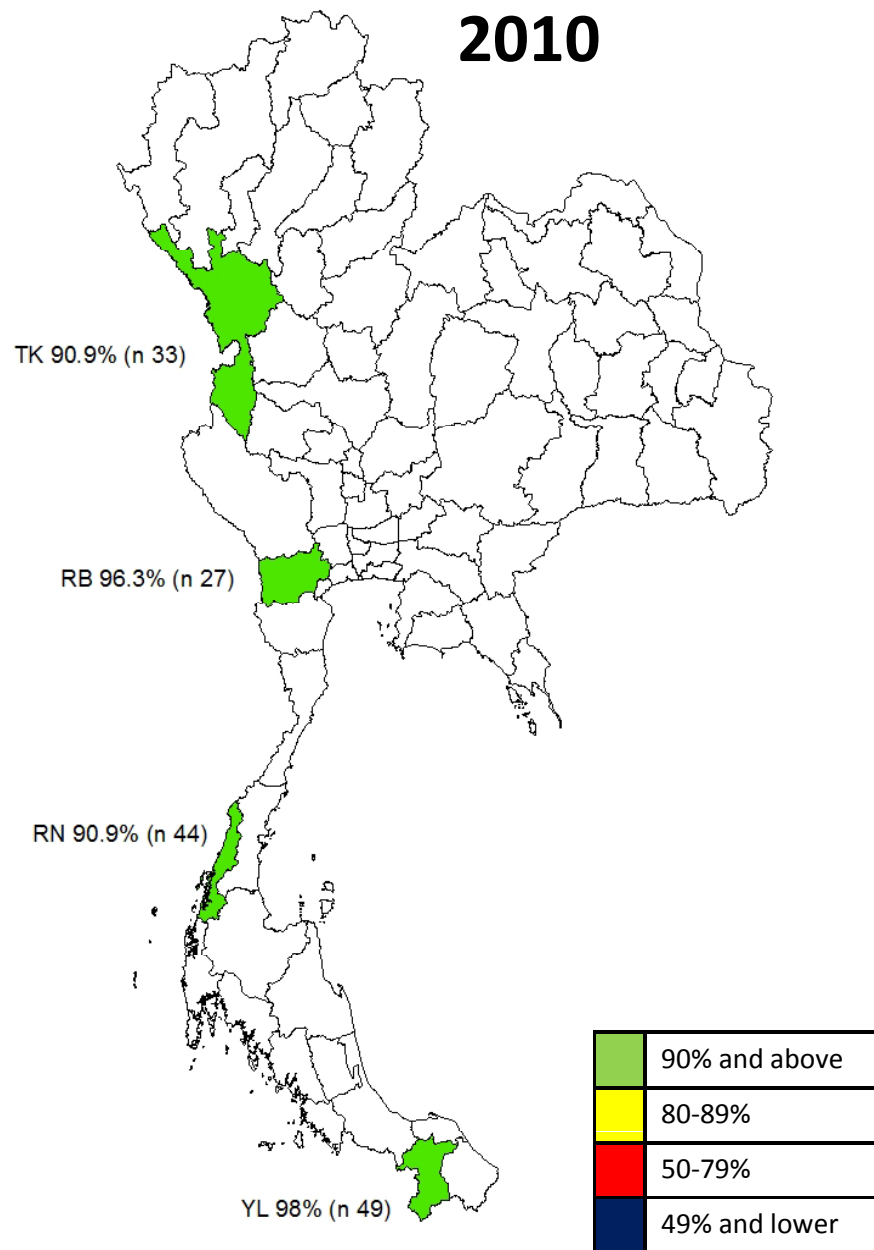 2010
TK 90.9% (n 33)
RB 96.3% (n 27)
RN 90.9% (n 44)
YL 98% (n 49)
90% and above
80-89%
50-79%
49% and lower